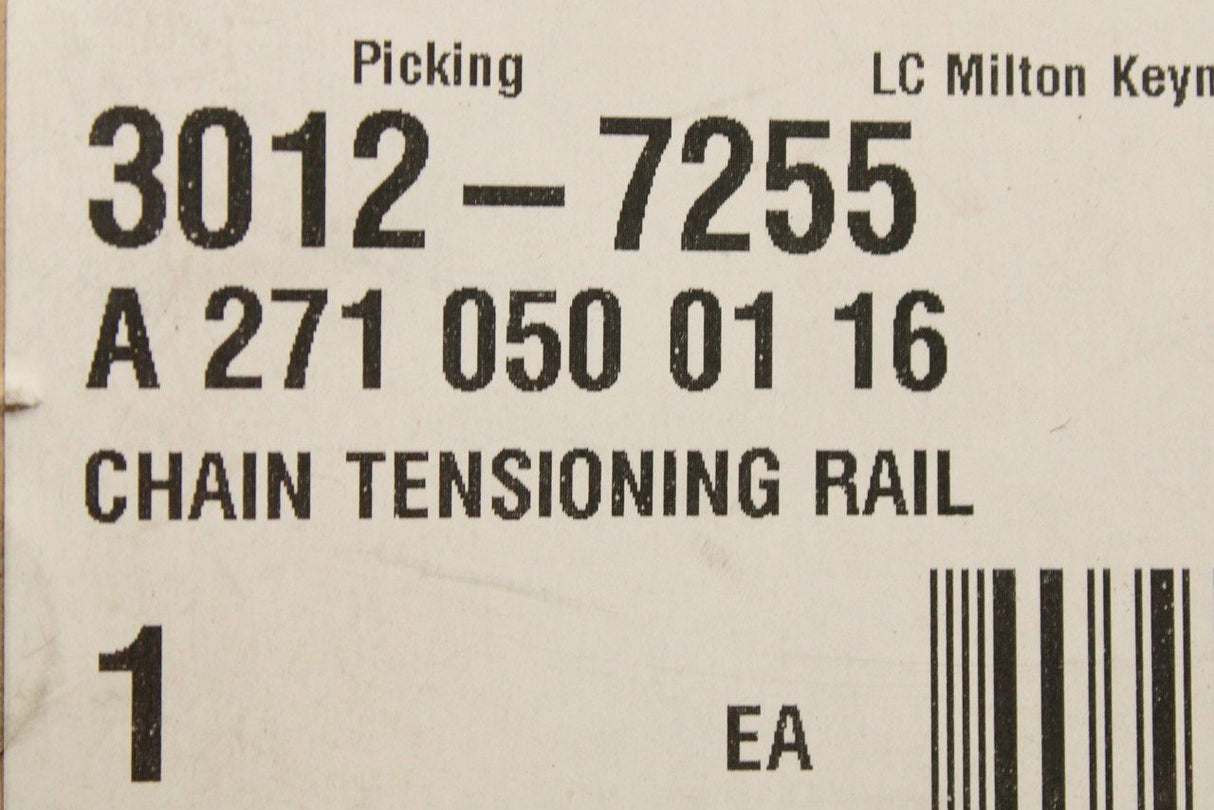 Picking LC Milton Keyn
3012-7255
A 271 050 01 16
CHAIN TENSIONING RAIL
1 EA